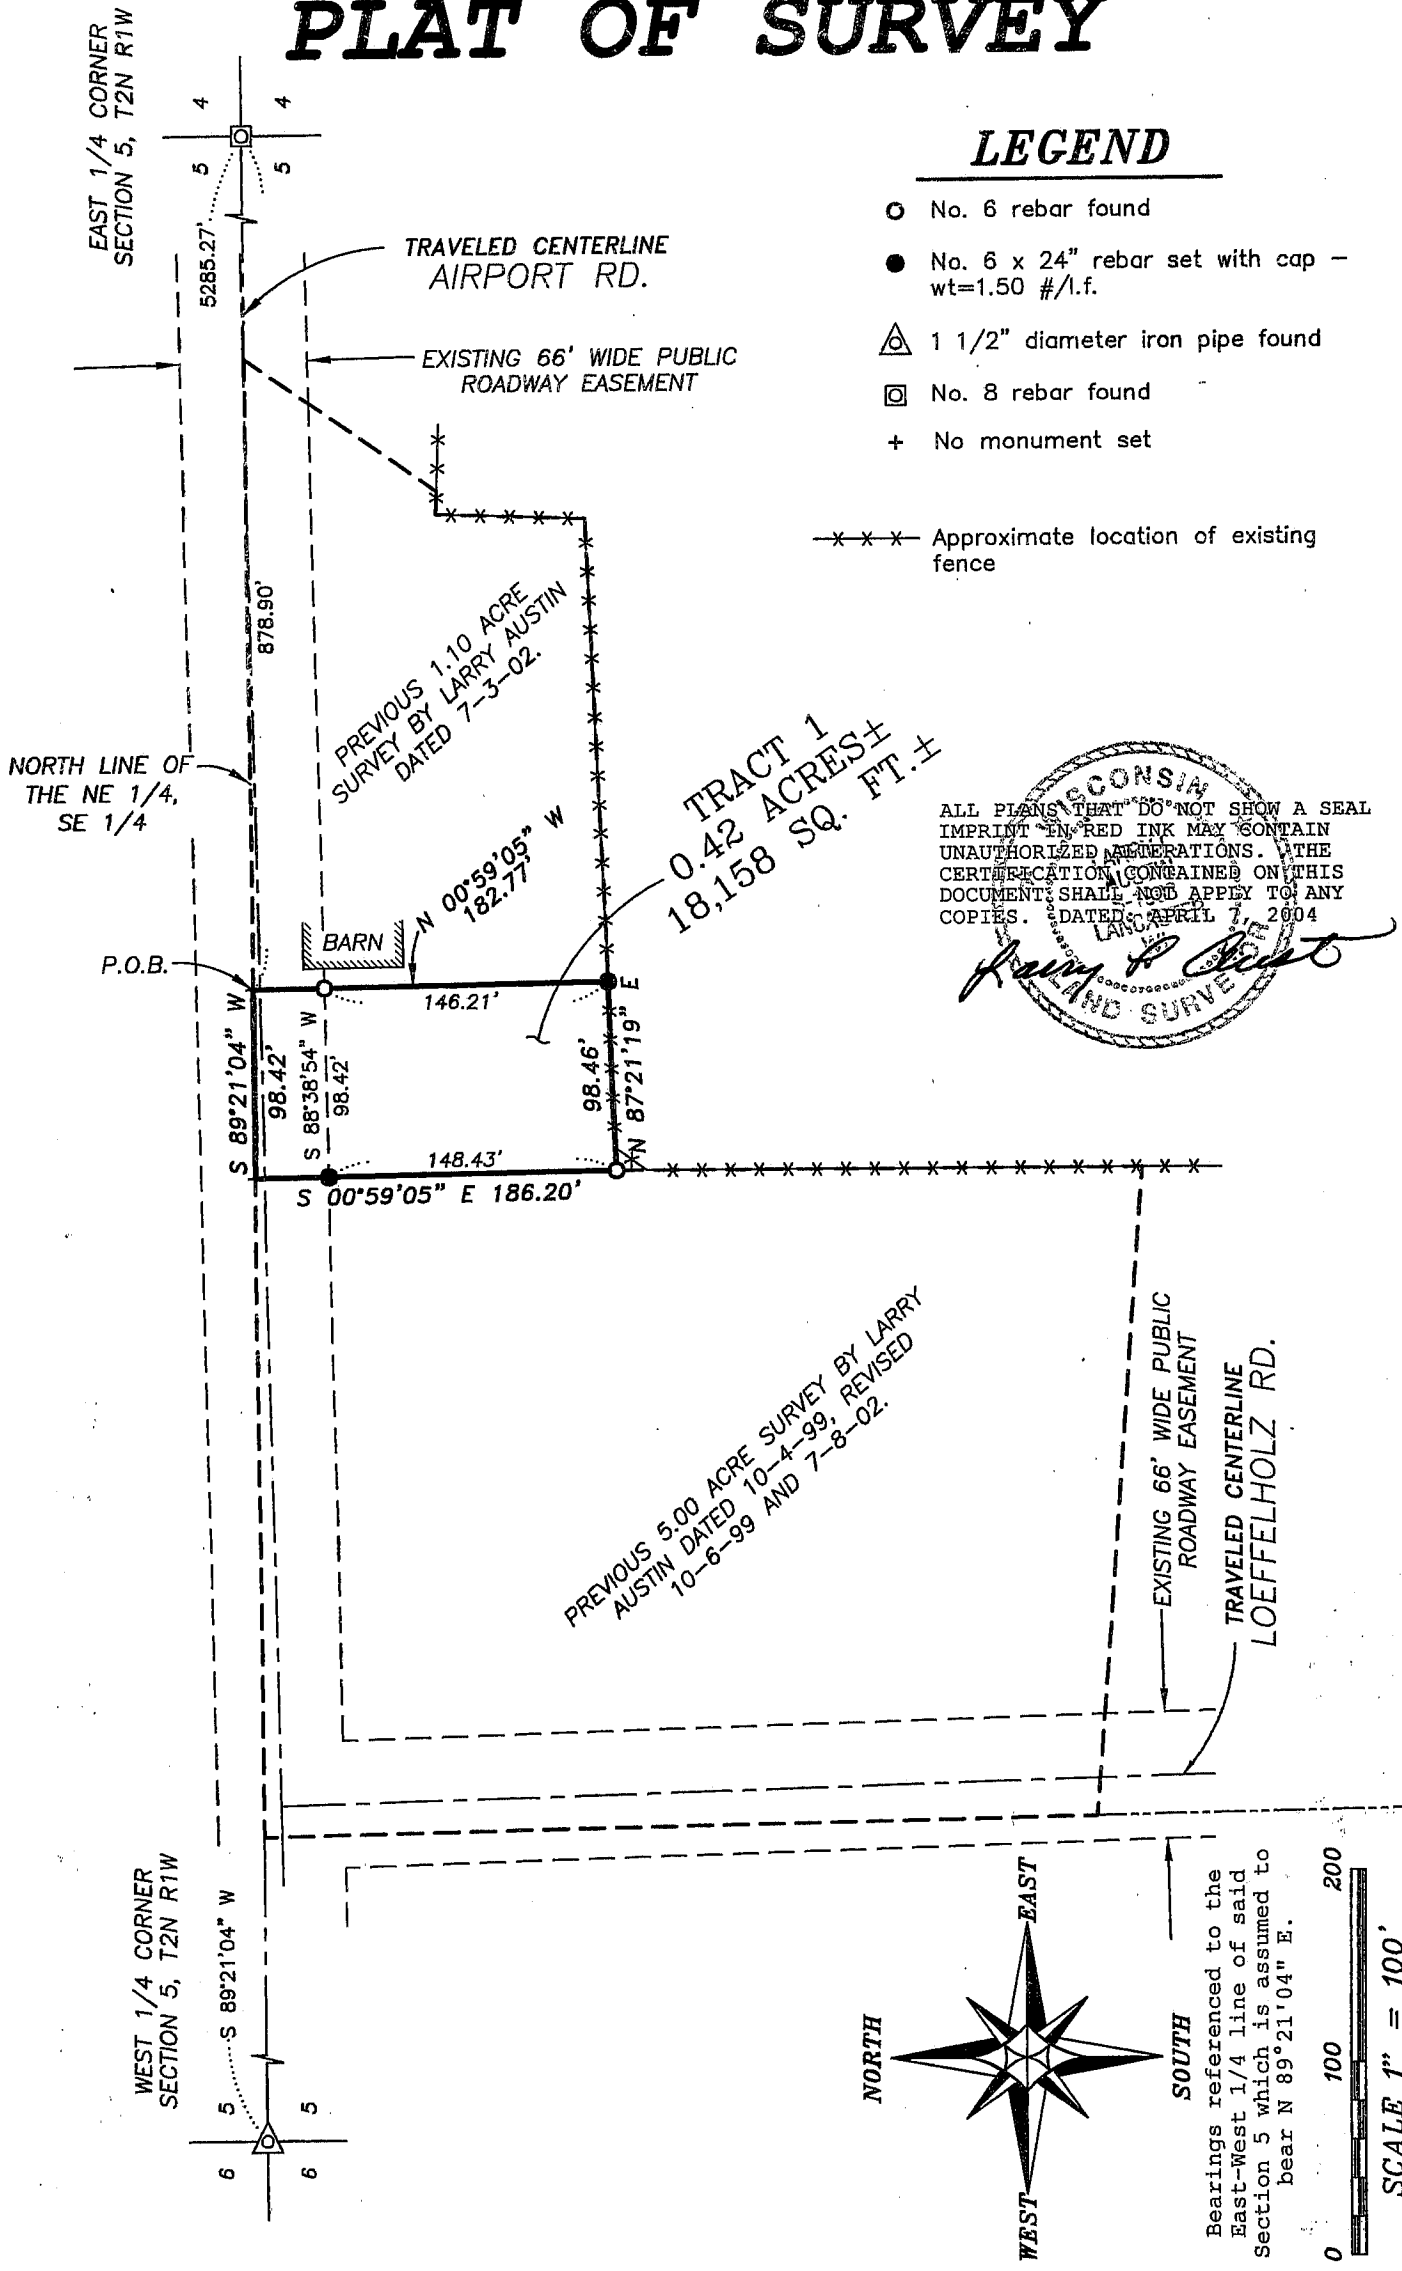 PLAT OF SURVEY
EAST 1/4 CORNER
SECTION 5, T2N R1W
4
4
5
5
5285.27'
TRAVELED CENTERLINE
AIRPORT RD.
EXISTING 66' WIDE PUBLIC
ROADWAY EASEMENT
LEGEND
No. 6 rebar found
No. 6 x 24" rebar set with cap –
wt=1.50 #/l.f.
1 1/2" diameter iron pipe found
No. 8 rebar found
+ No monument set
Approximate location of existing
fence
878.90'
PREVIOUS 1.10 ACRE
SURVEY BY LARRY AUSTIN
DATED 7–3–02.
NORTH LINE OF
THE NE 1/4,
SE 1/4
TRACT 1
0.42 ACRES±
18,158 SQ. FT.±
N 00°59'05" W
182.77'
BARN
P.O.B.
146.21'
S 89°21'04" W
98.42'
S 88°38'54" W
98.42'
98.46'
N 87°21'19" E
148.43'
S 00°59'05" E 186.20'
WISCONSIN
LANCASTER
LAND SURVEYOR
ALL PLANS THAT DO NOT SHOW A SEAL
IMPRINT IN RED INK MAY CONTAIN
UNAUTHORIZED ALTERATIONS. THE
CERTIFICATION CONTAINED ON THIS
DOCUMENT SHALL NOT APPLY TO ANY
COPIES. DATED: APRIL 7, 2004
PREVIOUS 5.00 ACRE SURVEY BY LARRY
AUSTIN DATED 10–4–99, REVISED
10–6–99 AND 7–8–02.
EXISTING 66' WIDE PUBLIC
ROADWAY EASEMENT
TRAVELED CENTERLINE
LOEFFELHOLZ RD.
WEST 1/4 CORNER
SECTION 5, T2N R1W
S 89°21'04" W
5
5
6
6
NORTH
EAST
SOUTH
WEST
Bearings referenced to the
East-West 1/4 line of said
Section 5 which is assumed to
bear N 89°21'04" E.
0 100 200
SCALE 1" = 100'